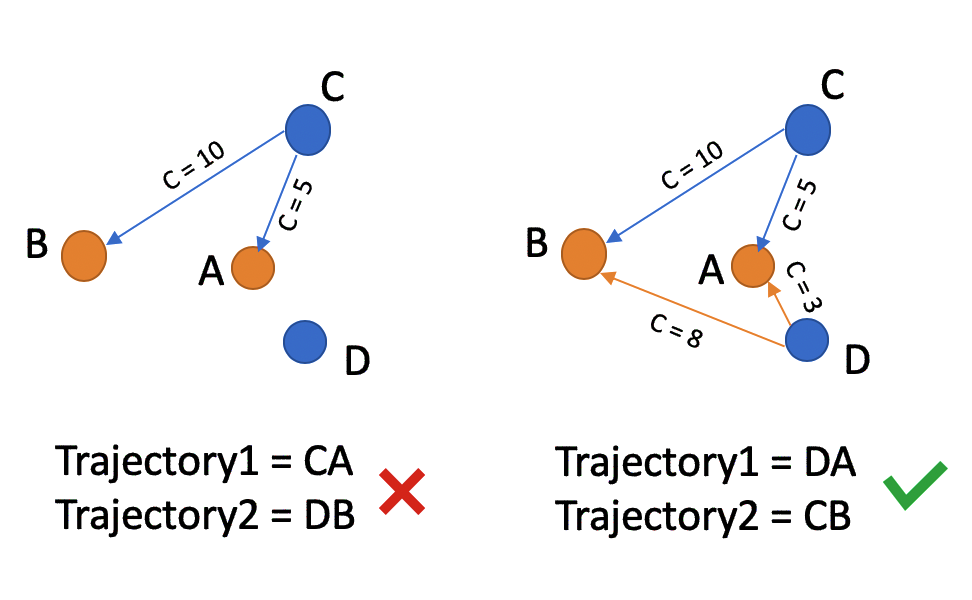 C
C = 10
C = 5
B
A
D
Trajectory1 = CA
Trajectory2 = DB
C
C = 10
C = 5
B
A
C = 3
C = 8
D
Trajectory1 = DA
Trajectory2 = CB